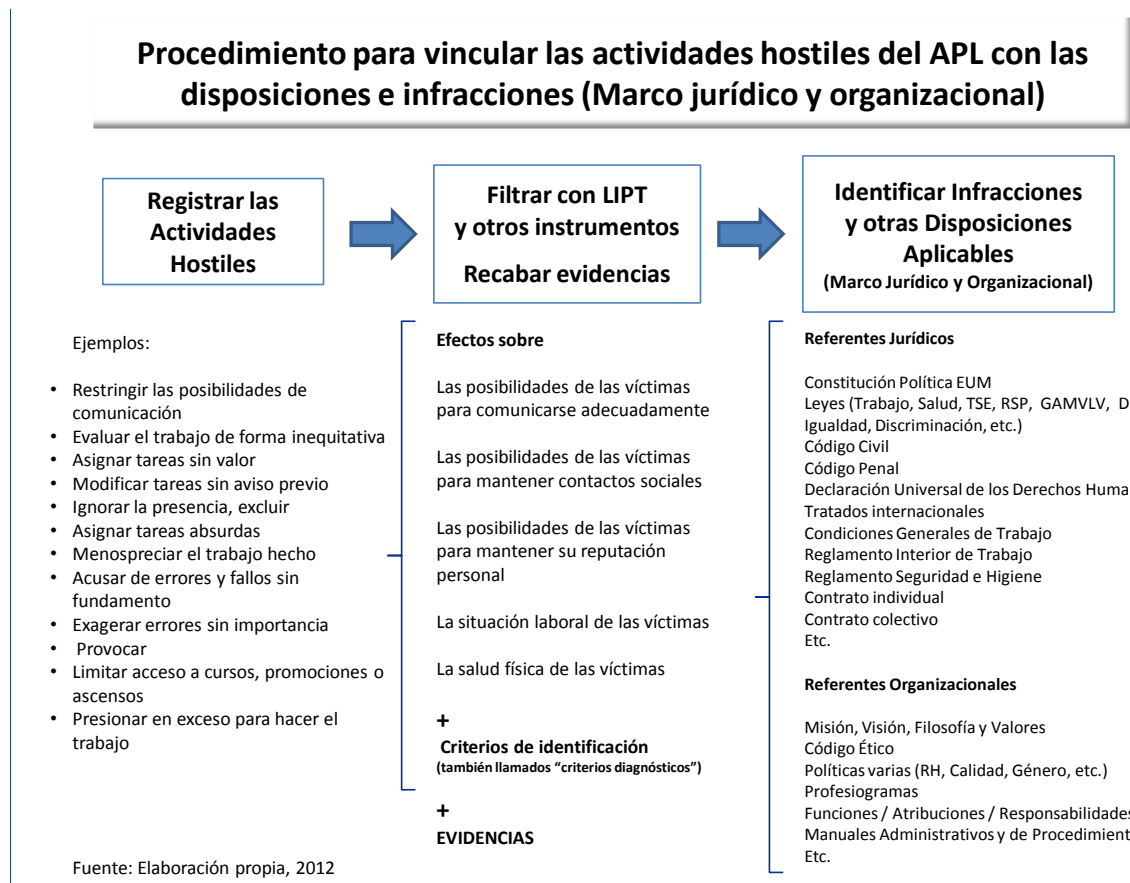 Procedimiento para vincular las actividades hostiles del APL con las
disposiciones e infracciones (Marco jurídico y organizacional)
Registrar las
Actividades
Hostiles
Filtrar con LIPT
y otros instrumentos
Recabar evidencias
Identificar Infracciones
y otras Disposiciones
Aplicables
(Marco Jurídico y Organizacional)
Ejemplos:
• Restringir las posibilidades de
comunicación
• Evaluar el trabajo de forma inequitativa
• Asignar tareas sin valor
• Modificar tareas sin aviso previo
• Ignorar la presencia, excluir
• Asignar tareas absurdas
• Menospreciar el trabajo hecho
• Acusar de errores y fallos sin
fundamento
• Exagerar errores sin importancia
• Provocar
• Limitar acceso a cursos, promociones o
ascensos
• Presionar en exceso para hacer el
trabajo
Fuente: Elaboración propia, 2012
Efectos sobre
Las posibilidades de las víctimas
para comunicarse adecuadamente
Las posibilidades de las víctimas
para mantener contactos sociales
Las posibilidades de las víctimas
para mantener su reputación
personal
La situación laboral de las víctimas
La salud física de las víctimas
+
Criterios de identificación
(también llamados “criterios diagnósticos”)
+
EVIDENCIAS
Referentes Jurídicos
Constitución Política EUM
Leyes (Trabajo, Salud, TSE, RSP, GAMVLV, D
Igualdad, Discriminación, etc.)
Código Civil
Código Penal
Declaración Universal de los Derechos Huma
Tratados internacionales
Condiciones Generales de Trabajo
Reglamento Interior de Trabajo
Reglamento Seguridad e Higiene
Contrato individual
Contrato colectivo
Etc.
Referentes Organizacionales
Misión, Visión, Filosofía y Valores
Código Ético
Políticas varias (RH, Calidad, Género, etc.)
Profesiogramas
Funciones / Atribuciones / Responsabilidades
Manuales Administrativos y de Procedimient
Etc.